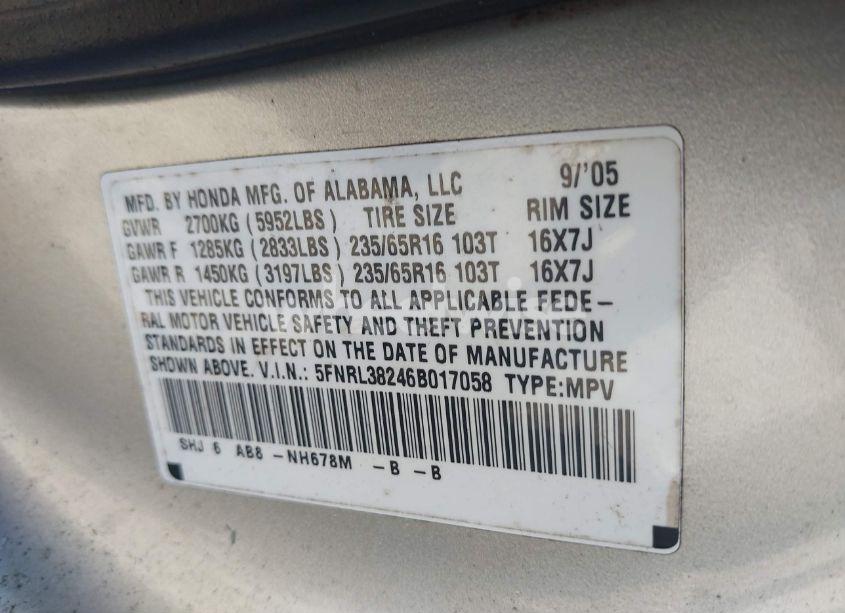 MFD. BY HONDA MFG. OF ALABAMA, LLC 9/'05
GVWR 2700KG (5952LBS) TIRE SIZE RIM SIZE
GAWR F 1285KG (2833LBS) 235/65R16 103T 16X7J
GAWR R 1450KG (3197LBS) 235/65R16 103T 16X7J
THIS VEHICLE CONFORMS TO ALL APPLICABLE FEDE-
RAL MOTOR VEHICLE SAFETY AND THEFT PREVENTION
STANDARDS IN EFFECT ON THE DATE OF MANUFACTURE
SHOWN ABOVE. V.I.N.: 5FNRL38246B017058 TYPE:MPV
SHJ 6 AB8 -NH678M -B -B